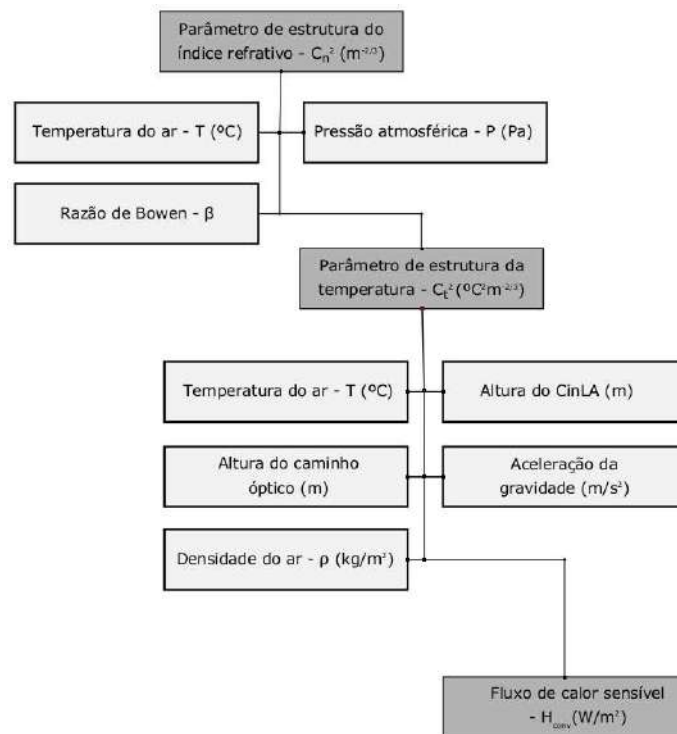 Parâmetro de estrutura do
índice refrativo - Cₙ² (m⁻²/³)
Temperatura do ar - T (ºC)
Pressão atmosférica - P (Pa)
Razão de Bowen - β
Parâmetro de estrutura da
temperatura - Cₜ² (ºC²m⁻²/³)
Temperatura do ar - T (ºC)
Altura do CinLA (m)
Altura do caminho
óptico (m)
Aceleração da
gravidade (m/s²)
Densidade do ar - ρ (kg/m³)
Fluxo de calor sensível
- Hconv(W/m²)